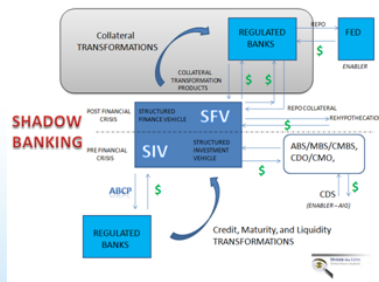 Collateral
TRANSFORMATIONS
REGULATED
BANKS
REPO
FED
$
ENABLER
COLLATERAL
TRANSFORMATION
PRODUCTS
$
$
SHADOW
BANKING
POST FINANCIAL
CRISIS
STRUCTURED
FINANCE VEHICLE
SFV
REPO COLLATERAL
REHYPOTHECATION
$
PRE FINANCIAL
CRISIS
SIV
STRUCTURED
INVESTMENT
VEHICLE
ABS/MBS/CMBS,
CDO/CMO,
$
ABCP
$
CDS
$
(ENABLER—AIG)
REGULATED
BANKS
Credit, Maturity, and Liquidity
TRANSFORMATIONS